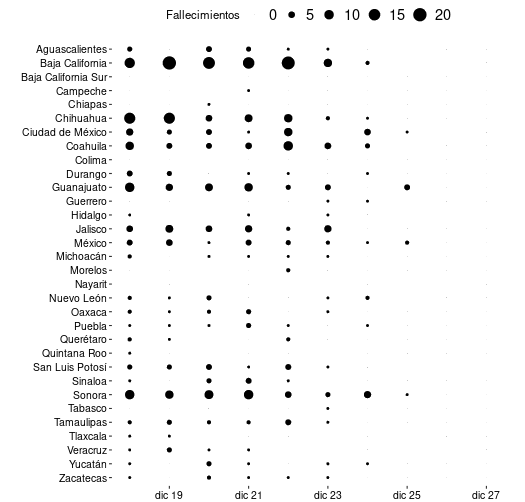 Fallecimientos 0 5 10 15 20
Aguascalientes
Baja California
Baja California Sur
Campeche
Chiapas
Chihuahua
Ciudad de México
Coahuila
Colima
Durango
Guanajuato
Guerrero
Hidalgo
Jalisco
México
Michoacán
Morelos
Nayarit
Nuevo León
Oaxaca
Puebla
Querétaro
Quintana Roo
San Luis Potosí
Sinaloa
Sonora
Tabasco
Tamaulipas
Tlaxcala
Veracruz
Yucatán
Zacatecas
dic 19 dic 21 dic 23 dic 25 dic 27